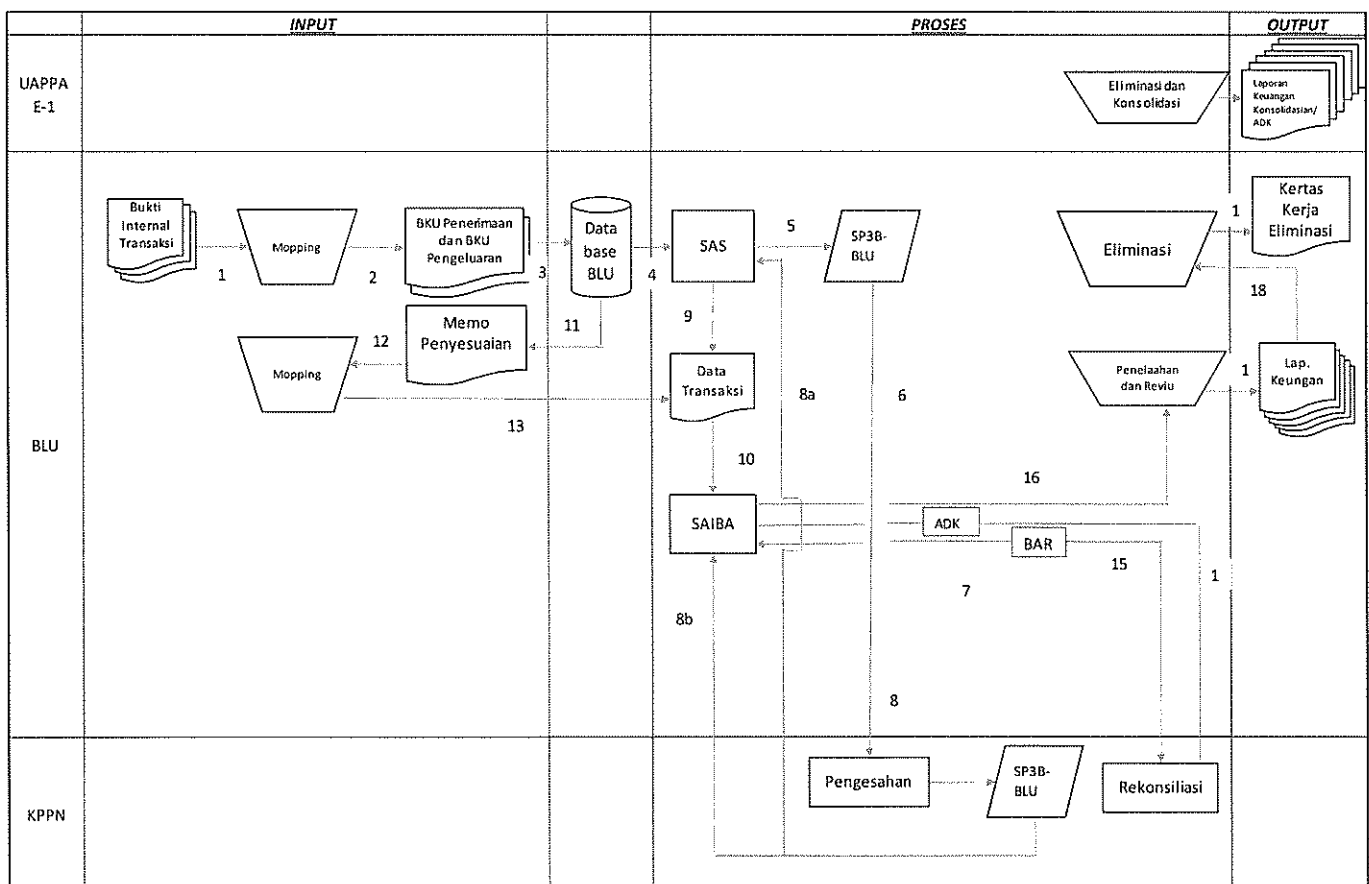 INPUT
PROSES
OUTPUT
UAPPA
E-1
Eliminasi dan
Konsolidasi
Laporan
Keuangan
Konsolidasian/
ADK
BLU
Bukti
Internal
Transaksi
1
Mopping
2
BKU Penerimaan
dan BKU
Pengeluaran
3
Data
base
BLU
4
SAS
5
SP3B-
BLU
Eliminasi
1
Kertas
Kerja
Eliminasi
18
11
Memo
Penyesuaian
12
Mopping
13
9
Data
Transaksi
8a
6
Penelaahan
dan Reviu
1
Lap.
Keungan
10
16
SAIBA
ADK
BAR
15
1
7
8b
8
KPPN
Pengesahan
SP3B-
BLU
Rekonsiliasi